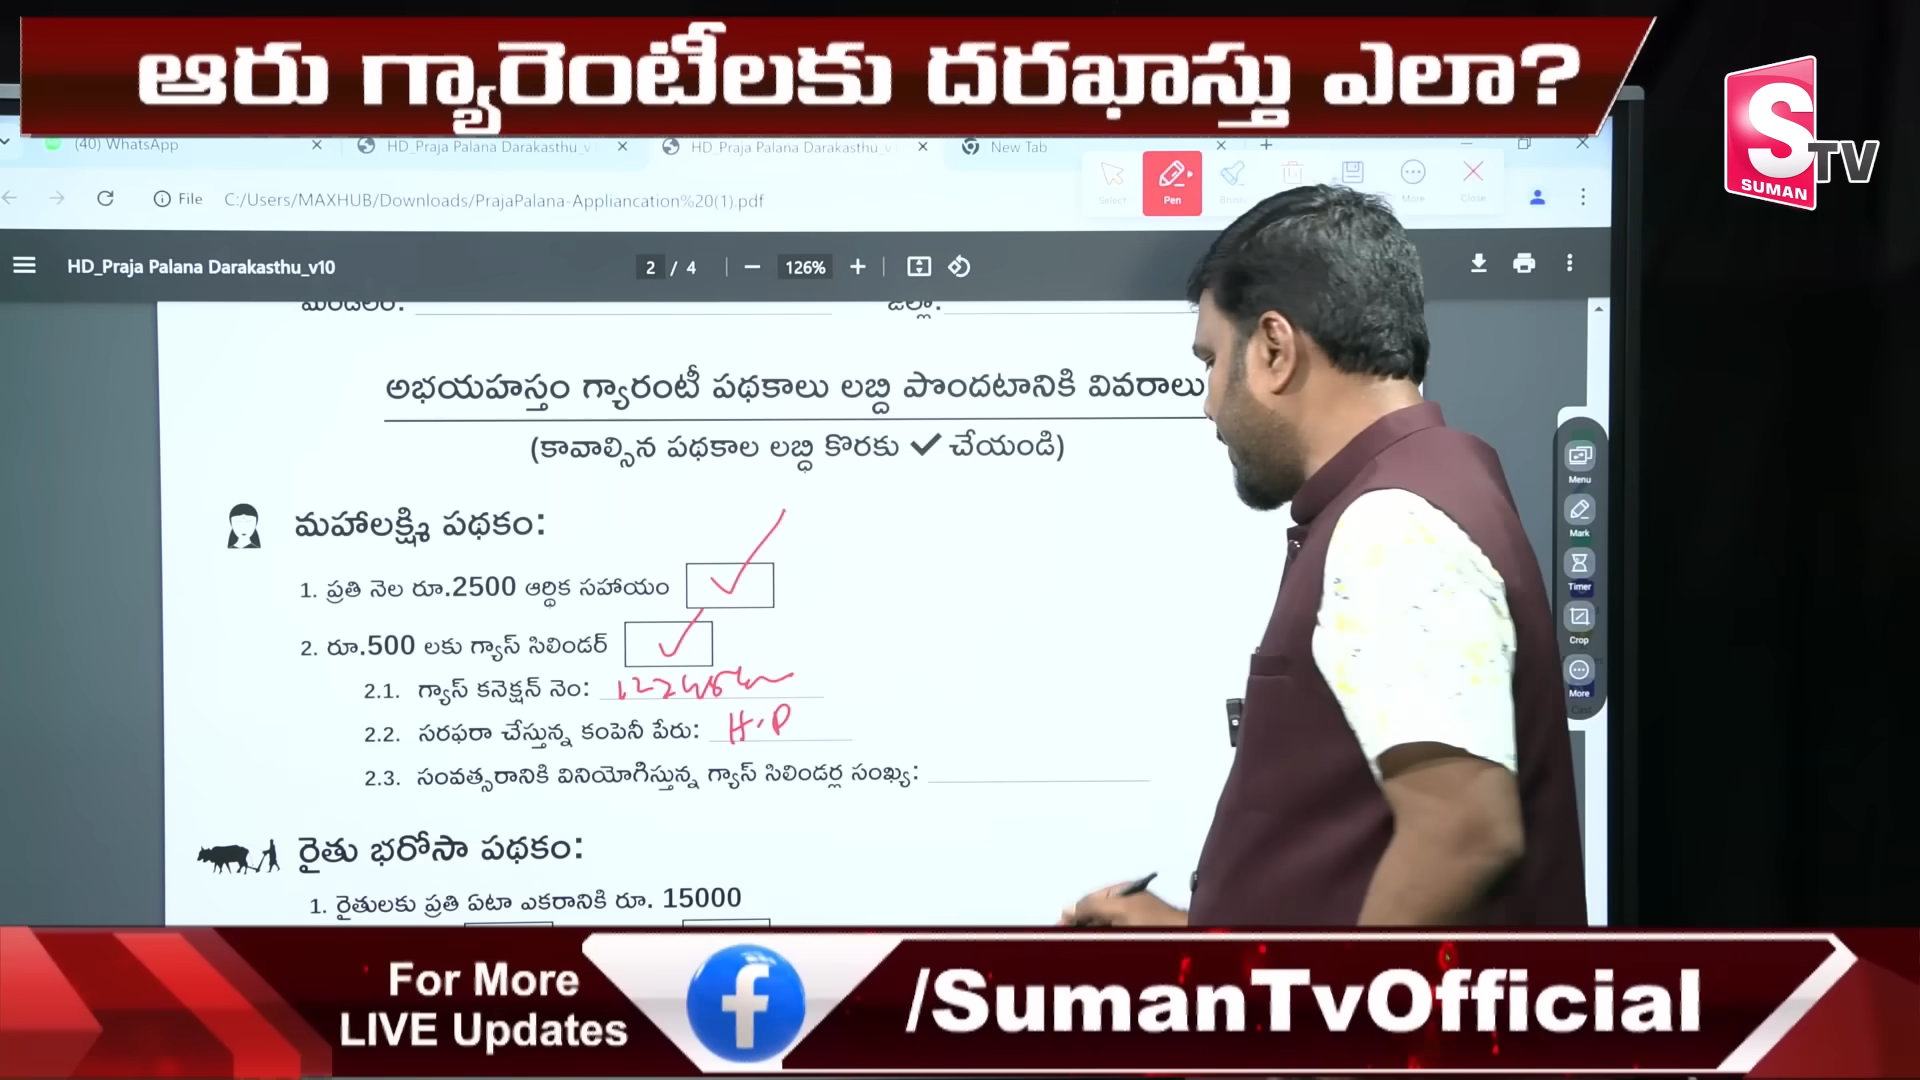 ఆరు గ్యారెంటీలకు దరఖాస్తు ఎలా?
S TV
SUMAN
(40) WhatsApp
HD_Praja Palana Darakasthu_v
HD_Praja Palana Darakasthu_v
New Tab
File C:/Users/MAXHUB/Downloads/PrajaPalana-Appliancation%20(1).pdf
Select
Pen
More
Close
HD_Praja Palana Darakasthu_v10
2 / 4
126%
మండలం:
జిల్లా:
అభయహస్తం గ్యారంటీ పథకాలు లబ్ది పొందటానికి వివరాలు
(కావాల్సిన పథకాల లబ్ధి కొరకు ✓ చేయండి)
మహాలక్ష్మి పథకం:
1. ప్రతి నెల రూ.2500 ఆర్థిక సహాయం
2. రూ.500 లకు గ్యాస్ సిలిండర్
2.1. గ్యాస్ కనెక్షన్ నెం:
2.2. సరఫరా చేస్తున్న కంపెనీ పేరు: H.P
2.3. సంవత్సరానికి వినియోగిస్తున్న గ్యాస్ సిలిండర్ల సంఖ్య:
రైతు భరోసా పథకం:
1. రైతులకు ప్రతి ఏటా ఎకరానికి రూ. 15000
Menu
Mark
Timer
Crop
More
For More
LIVE Updates
/SumanTvOfficial